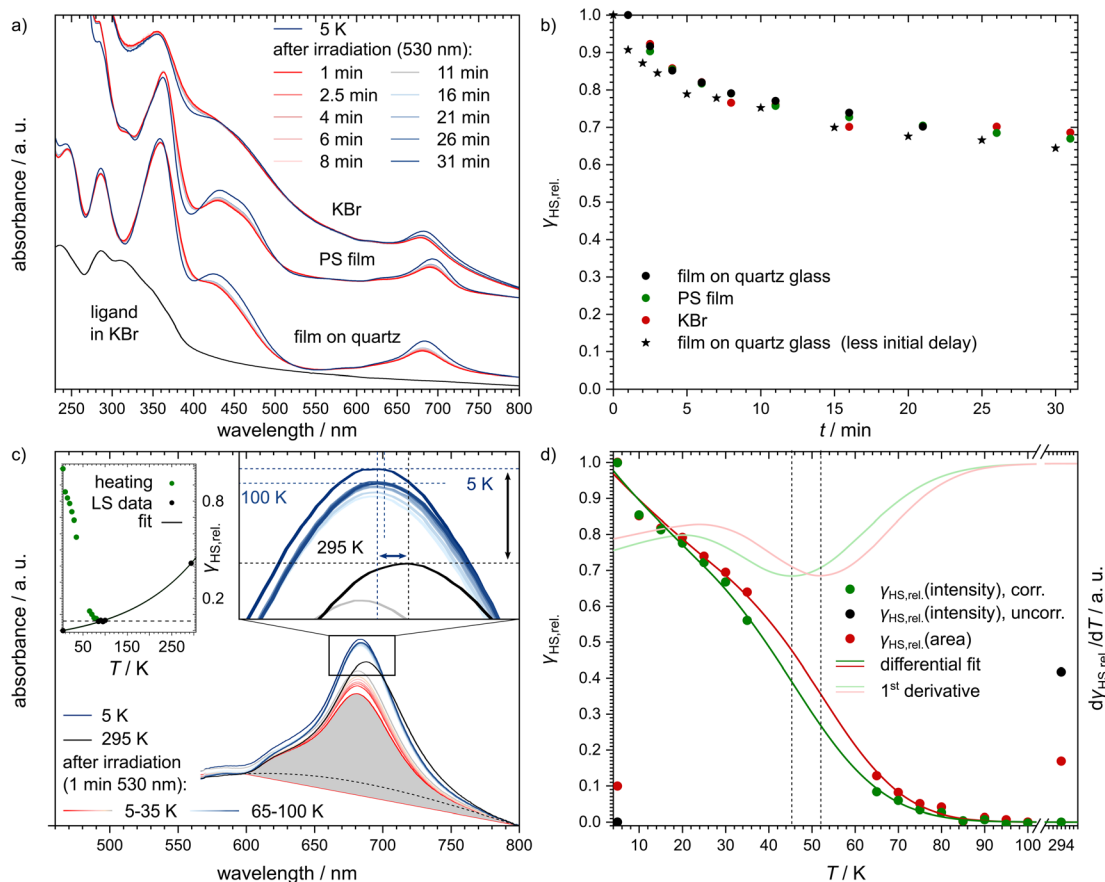 a)
absorbance / a. u.
5 K
after irradiation (530 nm):
1 min
11 min
2.5 min
16 min
4 min
21 min
6 min
26 min
8 min
31 min
KBr
PS film
film on quartz
ligand
in KBr
250 300 350 400 450 500 550 600 650 700 750 800
wavelength / nm
b)
γHS,rel.
1.0
0.9
0.8
0.7
0.6
0.5
0.4
0.3
0.2
0.1
0.0
film on quartz glass
PS film
KBr
film on quartz glass (less initial delay)
0 5 10 15 20 25 30
t / min
c)
absorbance / a. u.
heating
LS data
fit
0.8
γHS,rel.
0.2
50 150 250
T / K
100 K
5 K
295 K
5 K
295 K
after irradiation
(1 min 530 nm):
5-35 K
65-100 K
500 550 600 650 700 750 800
wavelength / nm
d)
γHS,rel.
1.0
0.9
0.8
0.7
0.6
0.5
0.4
0.3
0.2
0.1
0.0
γHS,rel.(intensity), corr.
γHS,rel.(intensity), uncorr.
γHS,rel.(area)
differential fit
1st derivative
dγHS,rel./dT / a. u.
10 20 30 40 50 60 70 80 90 100 294
T / K